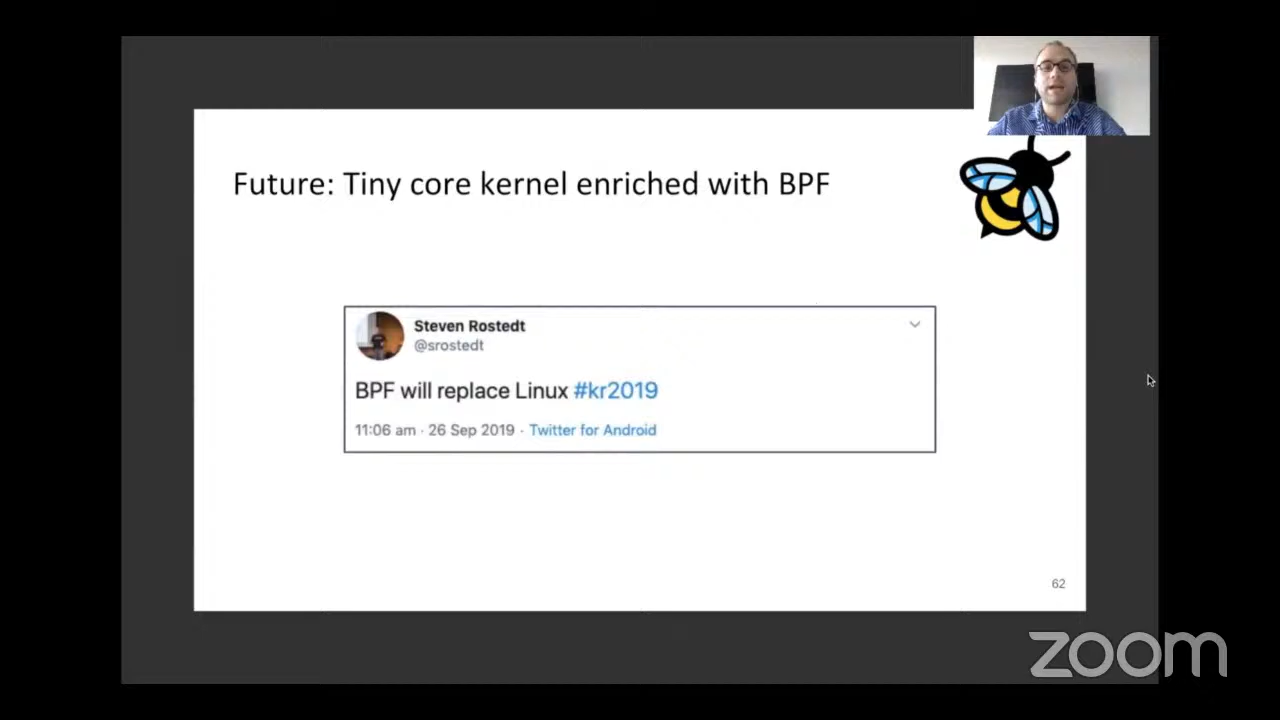 Future: Tiny core kernel enriched with BPF
Steven Rostedt
@srostedt
BPF will replace Linux #kr2019
11:06 am · 26 Sep 2019 · Twitter for Android
62
zoom